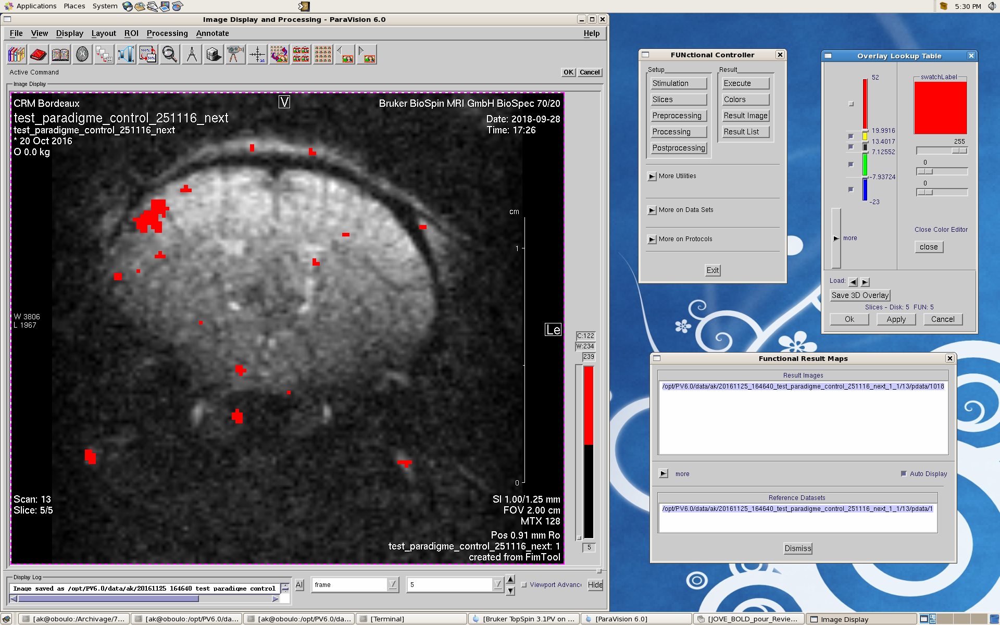 Applications Places System
5:30 PM
Image Display and Processing - ParaVision 6.0
File View Display Layout ROI Processing Annotate Help
Active Command
OK Cancel
Image Display
CRM Bordeaux
V
Bruker BioSpin MRI GmbH BioSpec 70/20
test_paradigme_control_251116_next
Date: 2018-09-28
test_paradigme_control_251116_next
Time: 17:26
* 20 Oct 2016
O 0.0 kg
cm
1
W 3806
L 1967
Le
0
Scan: 13
Slice: 5/5
SI 1.00/1.25 mm
FOV 2.00 cm
MTX 128
Pos 0.91 mm Ro
test_paradigme_control_251116_next: 1
created from FimTool
C:122
W:234
239
5
Display Log
Image saved as /opt/PV6.0/data/ak/20161125_164640_test_paradigme_control
Al
frame
5
Viewport Advanc
Hide
FUNctional Controller
Setup
Stimulation
Slices
Preprocessing
Processing
Postprocessing
Result
Execute
Colors
Result Image
Result List
More Utilities
More on Data Sets
More on Protocols
Exit
Overlay Lookup Table
52
19.9916
13.4017
7.12552
-7.93724
-23
more
swatchLabel
255
0
0
Close Color Editor
close
Load:
Save 3D Overlay
Slices - Disk: 5 FUN: 5
Ok Apply Cancel
Functional Result Maps
Result Images
/opt/PV6.0/data/ak/20161125_164640_test_paradigme_control_251116_next_1_1/13/pdata/1018
more
Auto Display
Reference Datasets
/opt/PV6.0/data/ak/20161125_164640_test_paradigme_control_251116_next_1_1/13/pdata/1
Dismiss
[ak@oboulo:/Archivage/7...
[ak@oboulo:/opt/PV6.0/da...
[ak@oboulo:/opt/PV6.0/da...
[Terminal]
[Bruker TopSpin 3.1PV on ...
[ParaVision 6.0]
[JOVE_BOLD_pour_Revie...
Image Display